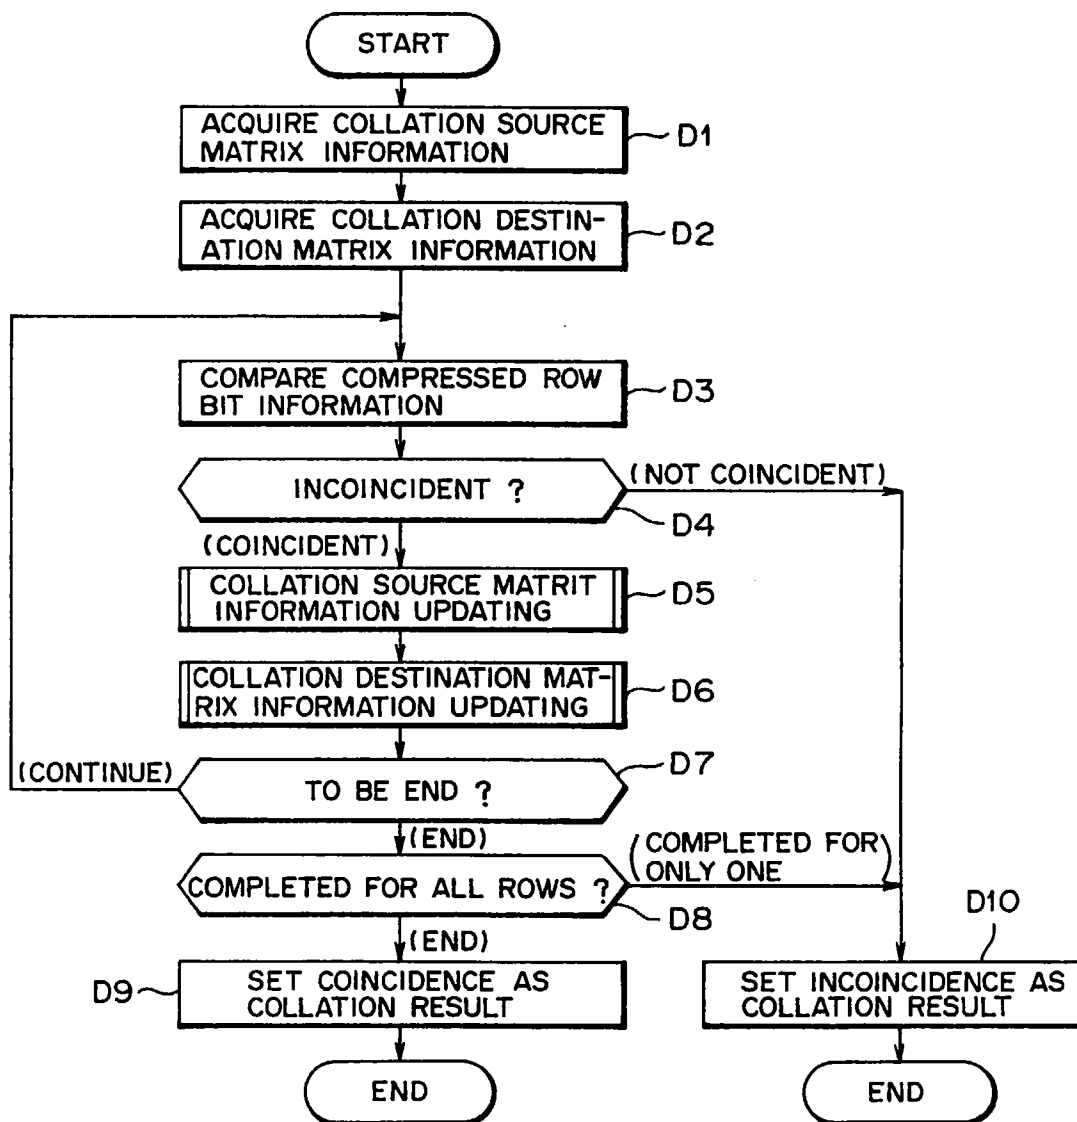 START
ACQUIRE COLLATION SOURCE
MATRIX INFORMATION
D1
ACQUIRE COLLATION DESTIN-
ATION MATRIX INFORMATION
D2
COMPARE COMPRESSED ROW
BIT INFORMATION
D3
INCOINCIDENT ?
(NOT COINCIDENT)
D4
(COINCIDENT)
COLLATION SOURCE MATRIT
INFORMATION UPDATING
D5
COLLATION DESTINATION MAT-
RIX INFORMATION UPDATING
D6
(CONTINUE)
TO BE END ?
D7
(END)
(COMPLETED FOR
ONLY ONE)
COMPLETED FOR ALL ROWS ?
D8
(END)
D9
SET COINCIDENCE AS
COLLATION RESULT
D10
SET INCOINCIDENCE AS
COLLATION RESULT
END
END